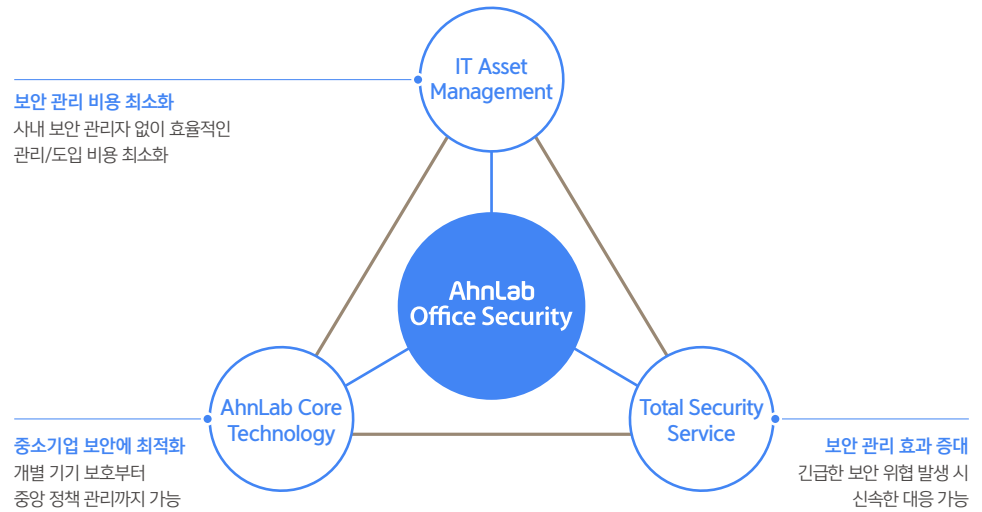 IT Asset
Management
보안 관리 비용 최소화
사내 보안 관리자 없이 효율적인
관리/도입 비용 최소화
AhnLab
Office Security
AhnLab Core
Technology
중소기업 보안에 최적화
개별 기기 보호부터
중앙 정책 관리까지 가능
Total Security
Service
보안 관리 효과 증대
긴급한 보안 위협 발생 시
신속한 대응 가능